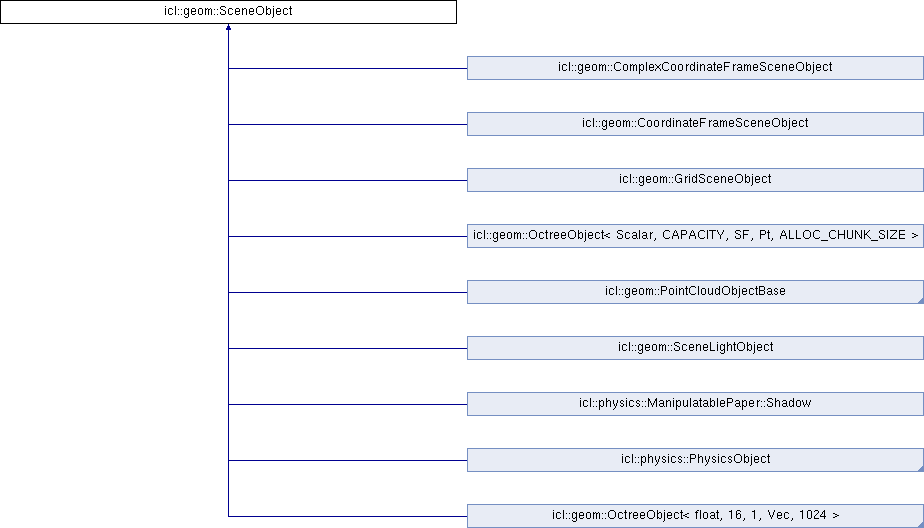 icl::geom::SceneObject
icl::geom::ComplexCoordinateFrameSceneObject
icl::geom::CoordinateFrameSceneObject
icl::geom::GridSceneObject
icl::geom::OctreeObject< Scalar, CAPACITY, SF, Pt, ALLOC_CHUNK_SIZE >
icl::geom::PointCloudObjectBase
icl::geom::SceneLightObject
icl::physics::ManipulatablePaper::Shadow
icl::physics::PhysicsObject
icl::geom::OctreeObject< float, 16, 1, Vec, 1024 >